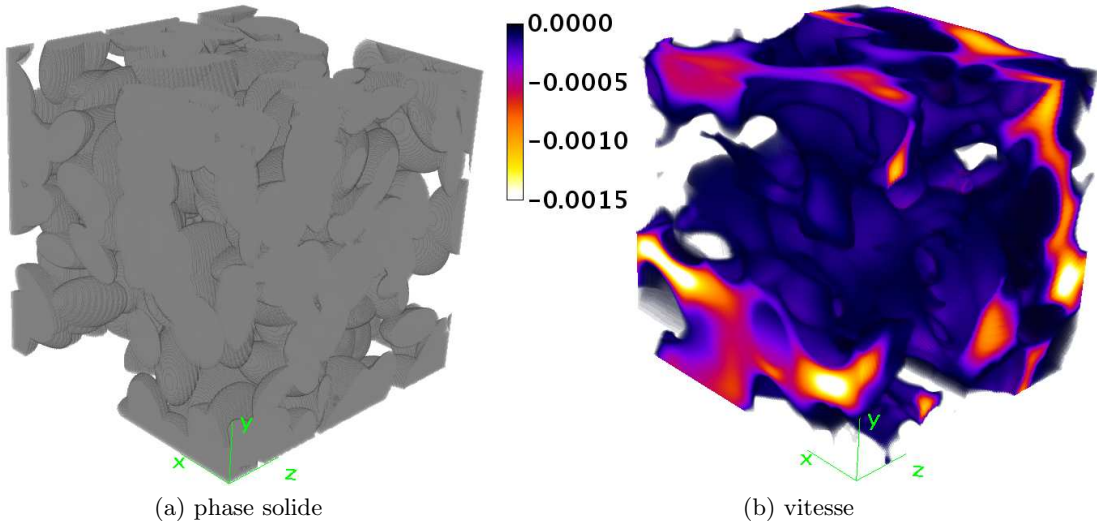 0.0000
-0.0005
-0.0010
-0.0015
y
x
z
y
x
z
(a) phase solide
(b) vitesse